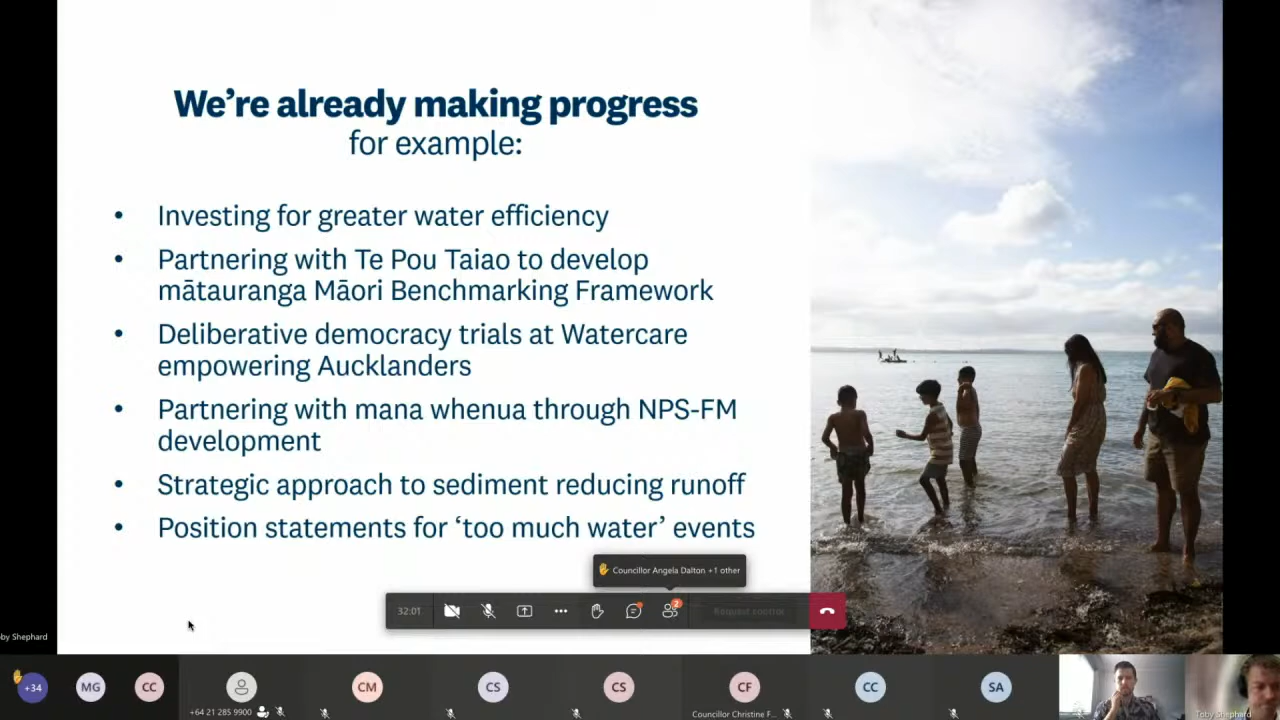 We're already making progress
for example:
• Investing for greater water efficiency
• Partnering with Te Pou Taiao to develop
mātauranga Māori Benchmarking Framework
• Deliberative democracy trials at Watercare
empowering Aucklanders
• Partnering with mana whenua through NPS-FM
development
• Strategic approach to sediment reducing runoff
• Position statements for ‘too much water’ events
Councillor Angela Dalton +1 other
32:01
2
Request control
oby Shephard
+34
MG
CC
+64 21 285 9900
CM
CS
CS
CF
Councillor Christine F...
CC
SA
Toby Shephard